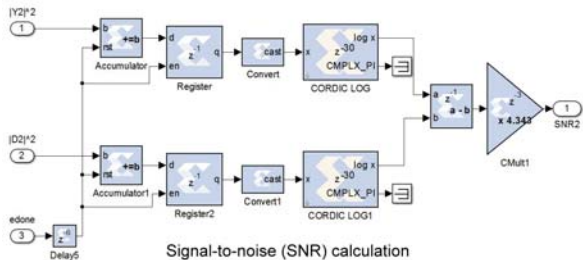 |Y2|^2
1
b
rst
+=b
Accumulator
d
en
z-1
q
Register
cast
Convert
x
z-30
log x
CMPLX_PI
CORDIC LOG
a
b
z-1
a - b
z-3
x 4.343
CMult1
1
SNR2
|D2|^2
2
b
rst
+=b
Accumulator1
d
en
z-1
q
Register2
cast
Convert1
x
z-30
log x
CMPLX_PI
CORDIC LOG1
edone
3
Delay5
Signal-to-noise (SNR) calculation